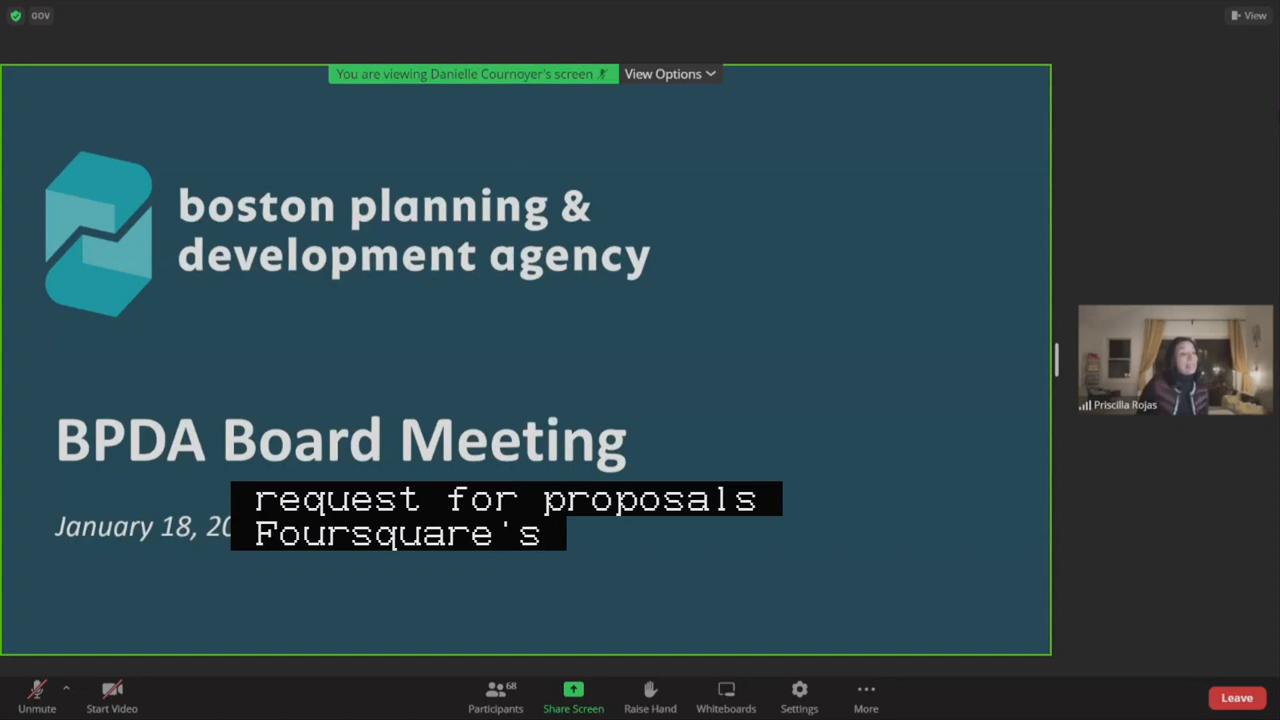 GOV
View
You are viewing Danielle Cournoyer's screen
View Options
boston planning &
development agency
BPDA Board Meeting
January 18, 20
request for proposals
Foursquare's
Priscilla Rojas
Unmute
Start Video
68
Participants
Share Screen
Raise Hand
Whiteboards
Settings
More
Leave